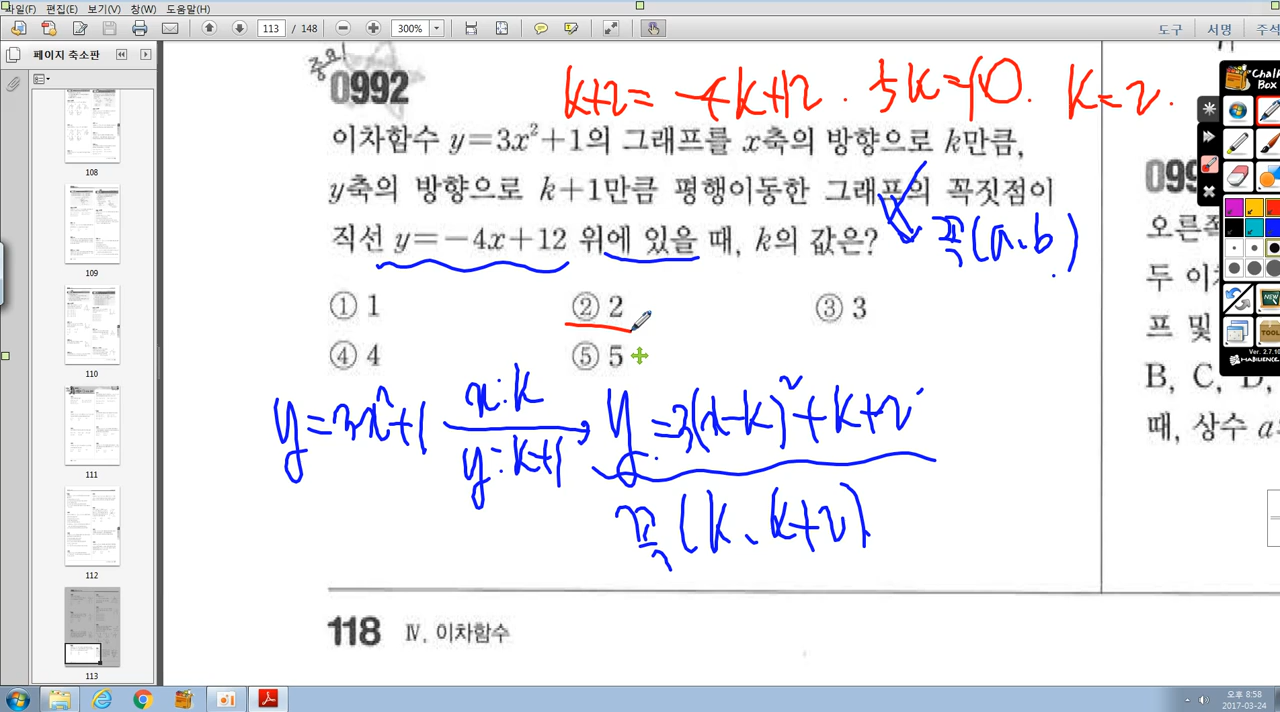 파일(F) 편집(E) 보기(V) 창(W) 도움말(H)
113 / 148 300% 도구 서명 주석
페이지 축소판
108
109
110
111
112
113
중요!
0992
k+2 = -4k+12 . 5k=10. k=2.
이차함수 y=3x²+1의 그래프를 x축의 방향으로 k만큼,
y축의 방향으로 k+1만큼 평행이동한 그래프의 꼭짓점이
직선 y=-4x+12 위에 있을 때, k의 값은?
꼭(a, b)
① 1 ② 2 ③ 3
④ 4 ⑤ 5
y=3x²+1 x:k y:k+1 y=3(x-k)²+k+2
꼭(k, k+2)
118 Ⅳ. 이차함수
099
오른쪽
두 이
프 및
B, C, D,
때, 상수 a
Chalk
Box
NEW
TOOL
Ver. 2.7.10
HABILIENCE
오후 8:58
2017-03-24